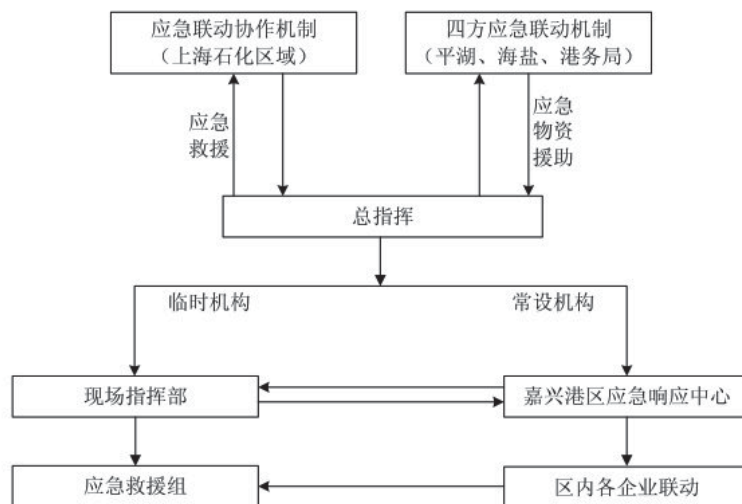 应急联动协作机制
（上海石化区域）
四方应急联动机制
（平湖、海盐、港务局）
应急
救援
应急
物资
援助
总指挥
临时机构
常设机构
现场指挥部
嘉兴港区应急响应中心
应急救援组
区内各企业联动